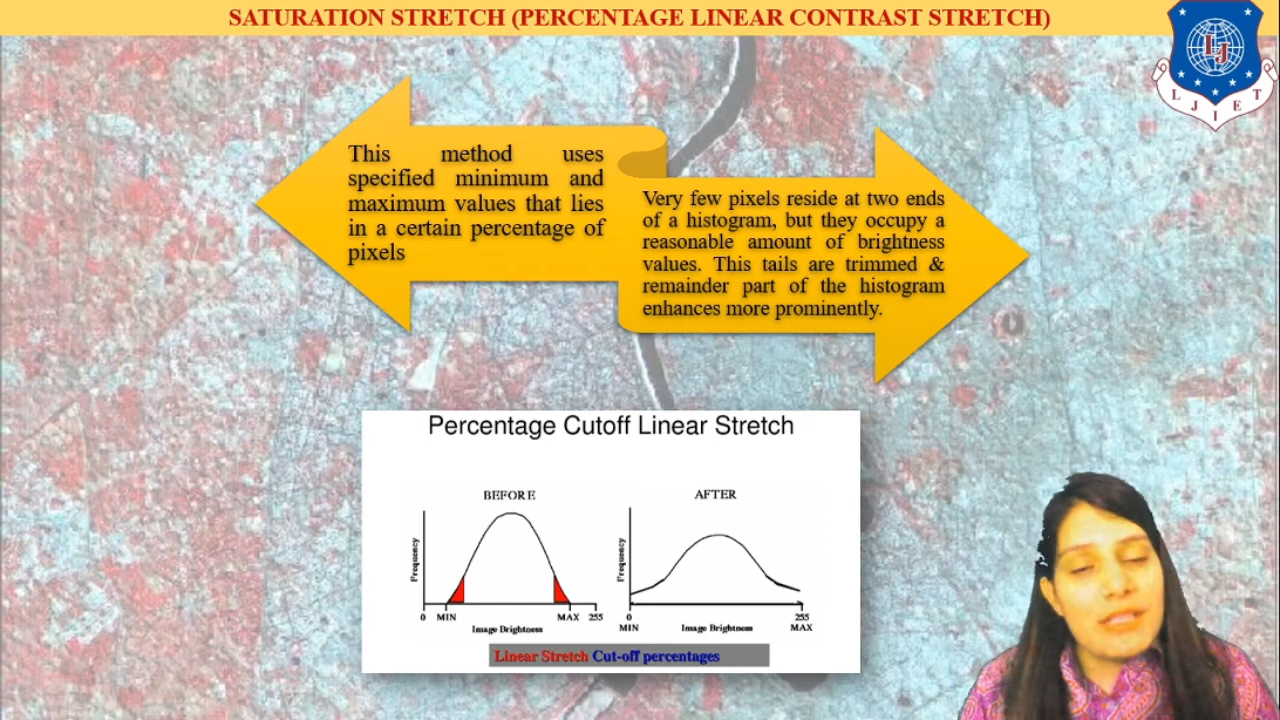 SATURATION STRETCH (PERCENTAGE LINEAR CONTRAST STRETCH)
LJ
L J I E T
This method uses
specified minimum and
maximum values that lies
in a certain percentage of
pixels
Very few pixels reside at two ends
of a histogram, but they occupy a
reasonable amount of brightness
values. This tails are trimmed &
remainder part of the histogram
enhances more prominently.
Percentage Cutoff Linear Stretch
BEFORE
Frequency
0 MIN MAX 255
Image Brightness
AFTER
Frequency
0 255
MIN Image Brightness MAX
Linear Stretch Cut-off percentages